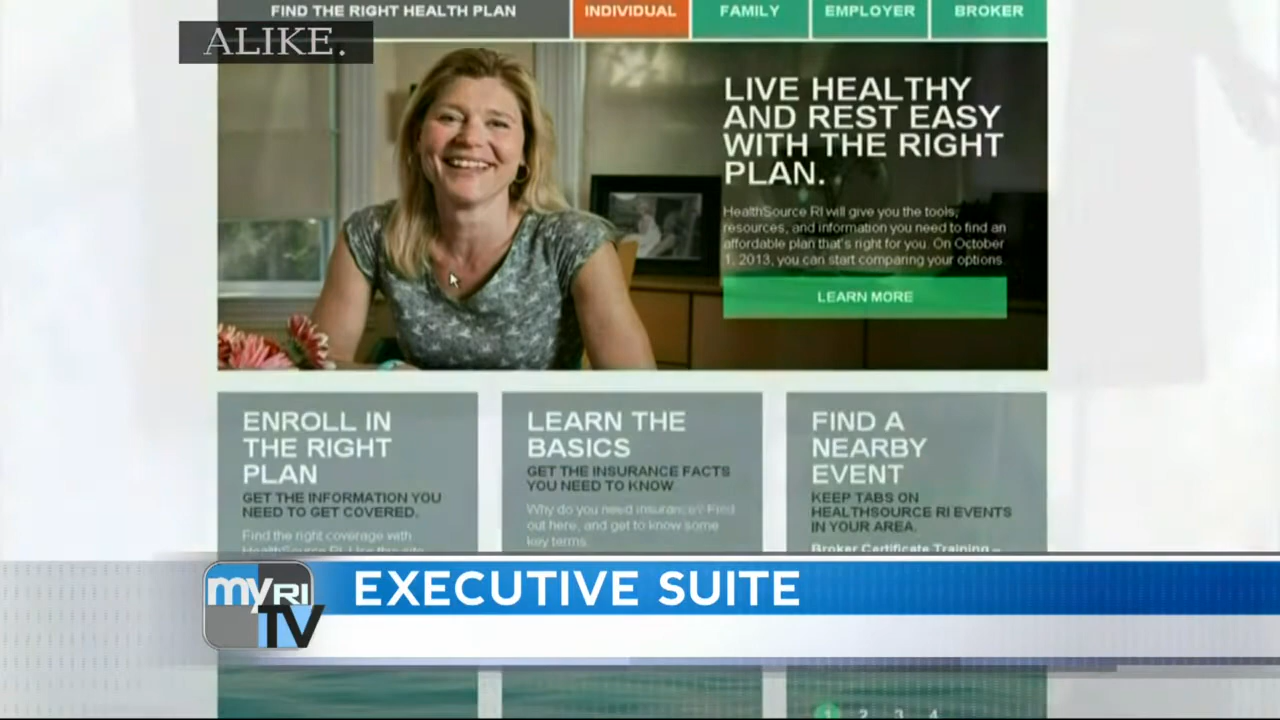 FIND THE RIGHT HEALTH PLAN
INDIVIDUAL
FAMILY
EMPLOYER
BROKER
ALIKE.
LIVE HEALTHY
AND REST EASY
WITH THE RIGHT
PLAN.
HealthSource RI will give you the tools,
resources, and information you need to find an
affordable plan that's right for you. On October
1, 2013, you can start comparing your options.
LEARN MORE
ENROLL IN
THE RIGHT
PLAN
GET THE INFORMATION YOU
NEED TO GET COVERED.
Find the right coverage with
HealthSource RI. Use this site
LEARN THE
BASICS
GET THE INSURANCE FACTS
YOU NEED TO KNOW
Why do you need insurance? Find
out here, and get to know some
key terms.
FIND A
NEARBY
EVENT
KEEP TABS ON
HEALTHSOURCE RI EVENTS
IN YOUR AREA.
Broker Certificate Training –
myRI
TV
EXECUTIVE SUITE
1 2 3 4